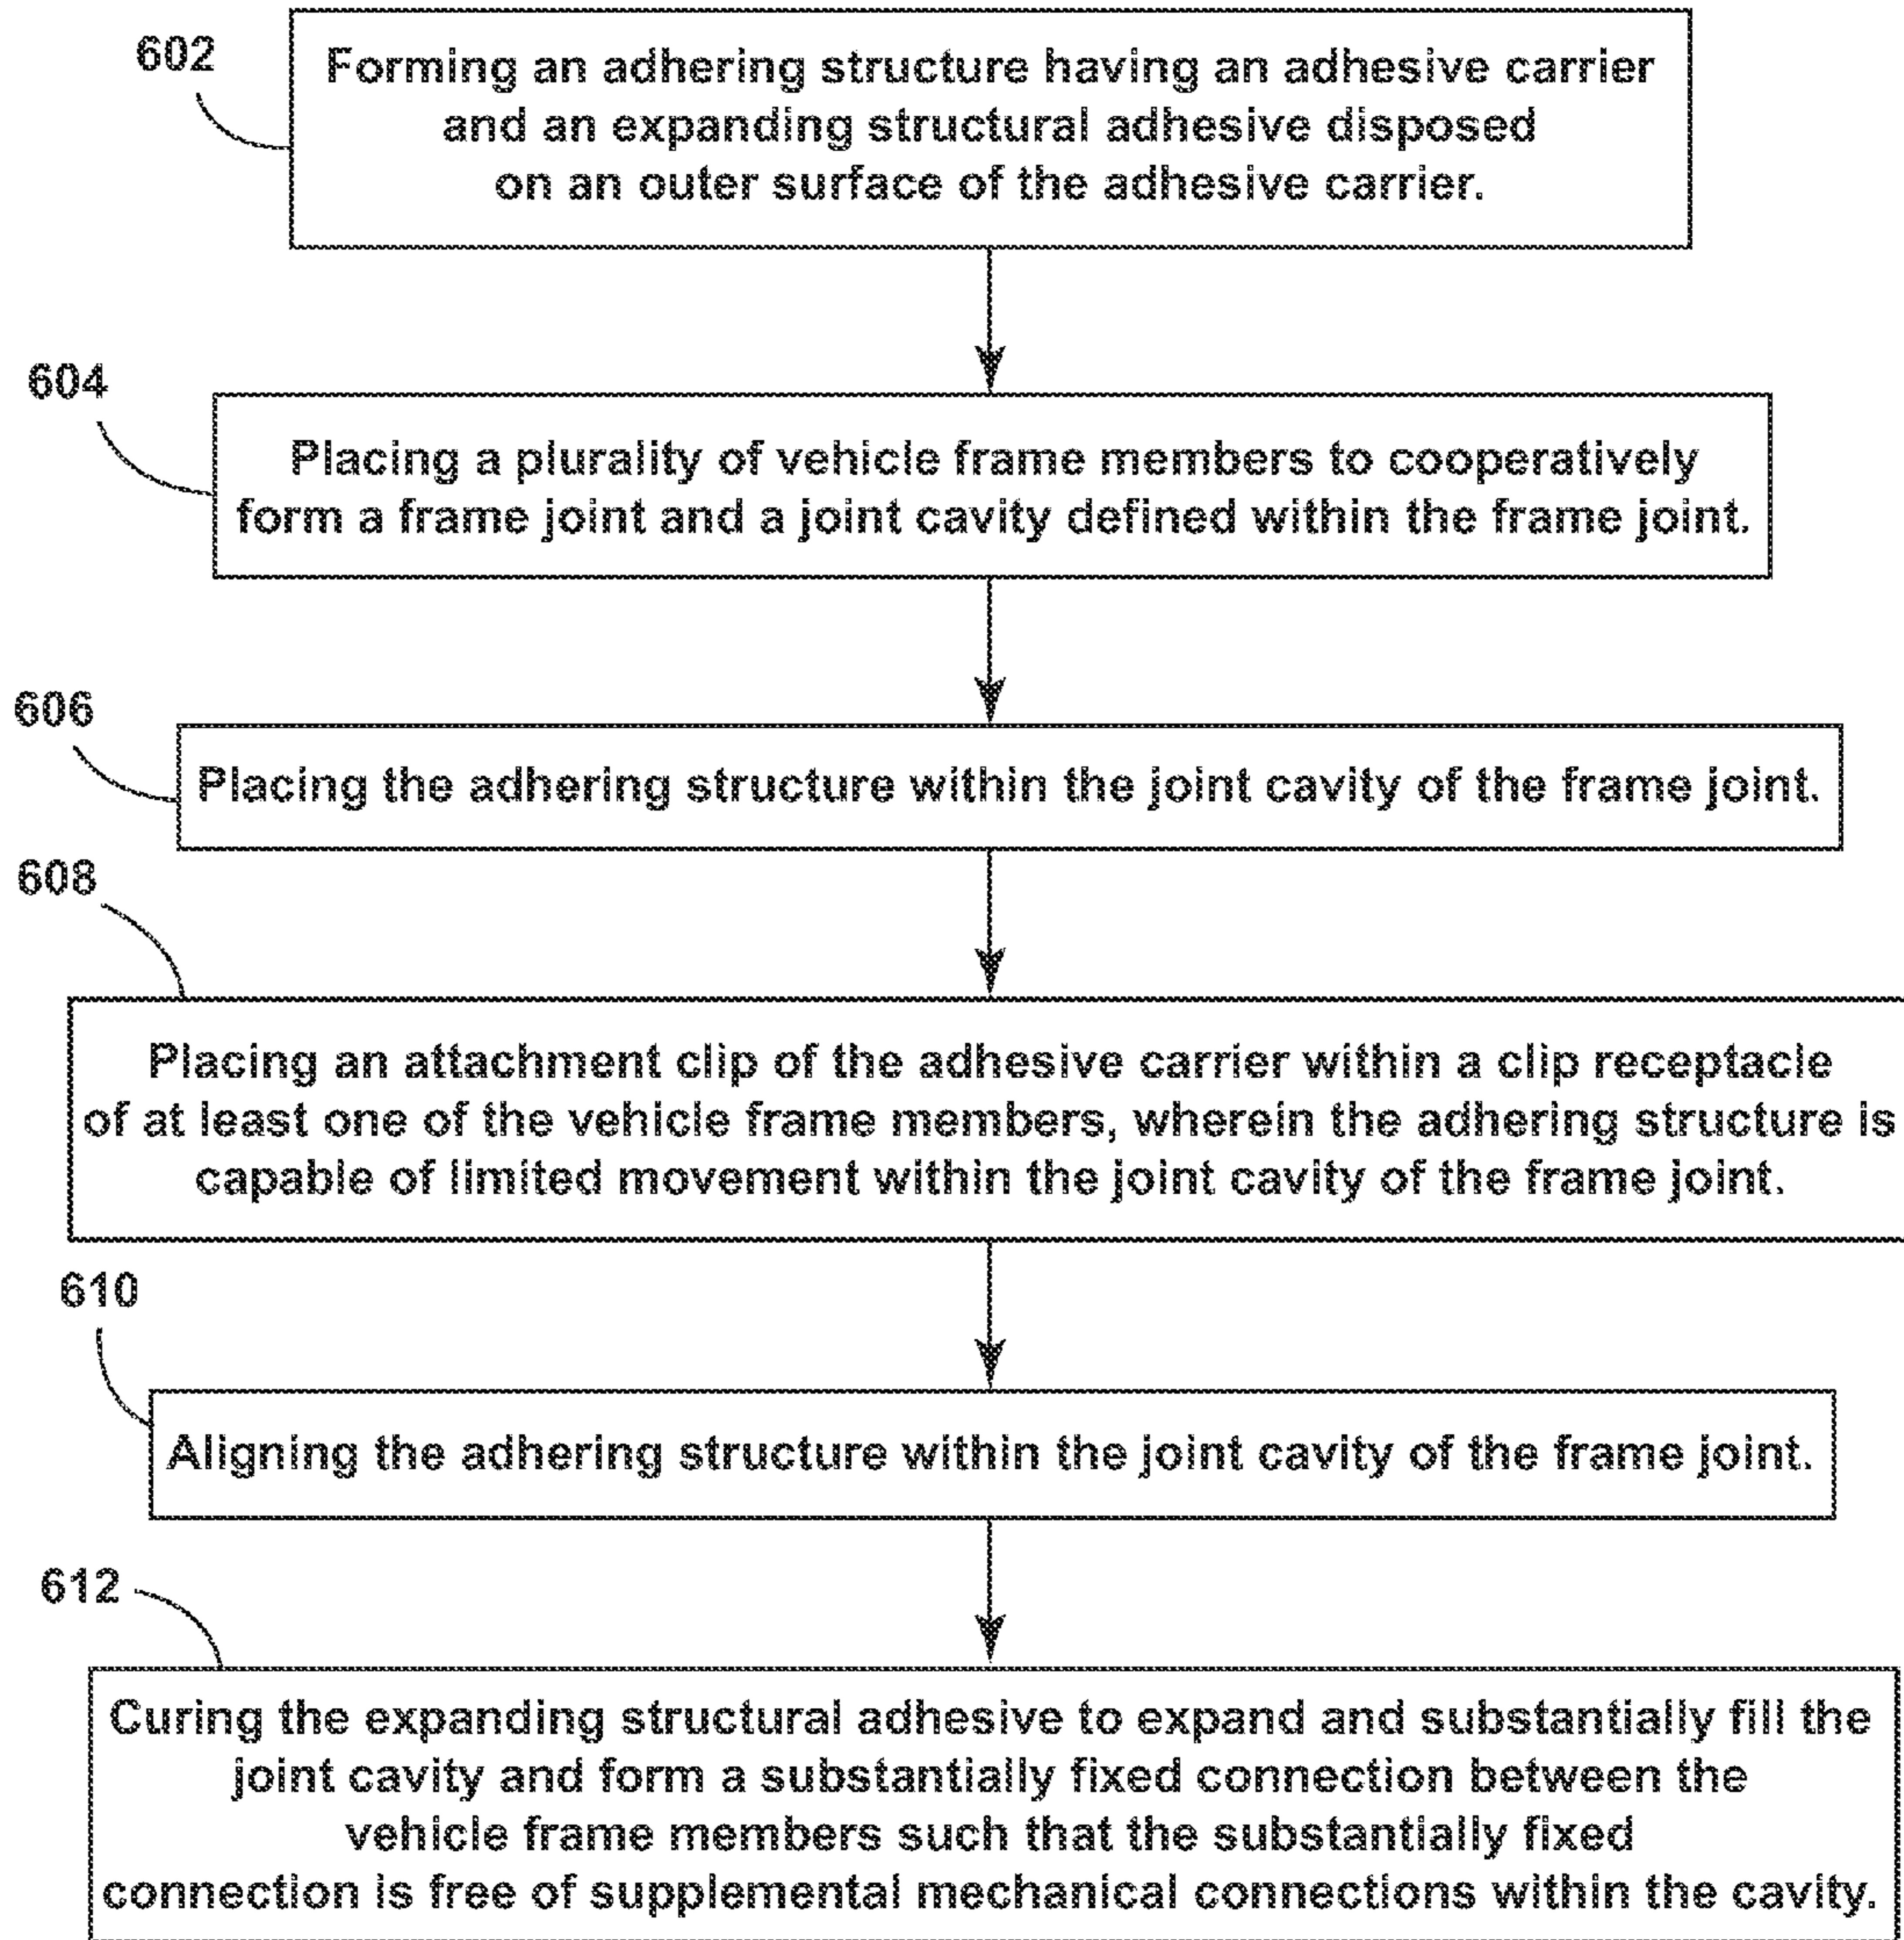 602
Forming an adhering structure having an adhesive carrier
and an expanding structural adhesive disposed
on an outer surface of the adhesive carrier.
604
Placing a plurality of vehicle frame members to cooperatively
form a frame joint and a joint cavity defined within the frame joint.
606
Placing the adhering structure within the joint cavity of the frame joint.
608
Placing an attachment clip of the adhesive carrier within a clip receptacle
of at least one of the vehicle frame members, wherein the adhering structure is
capable of limited movement within the joint cavity of the frame joint.
610
Aligning the adhering structure within the joint cavity of the frame joint.
612
Curing the expanding structural adhesive to expand and substantially fill the
joint cavity and form a substantially fixed connection between the
vehicle frame members such that the substantially fixed
connection is free of supplemental mechanical connections within the cavity.